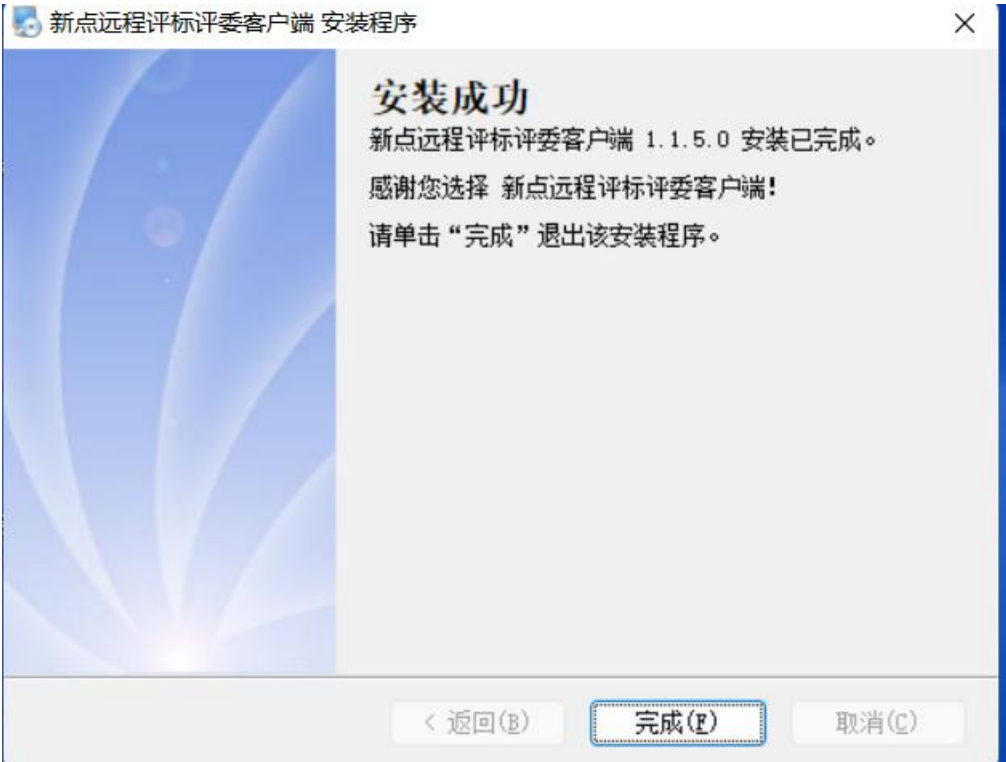 新点远程评标评委客户端 安装程序
安装成功
新点远程评标评委客户端 1.1.5.0 安装已完成。
感谢您选择 新点远程评标评委客户端!
请单击“完成”退出该安装程序。
< 返回(B) 完成(F) 取消(C)